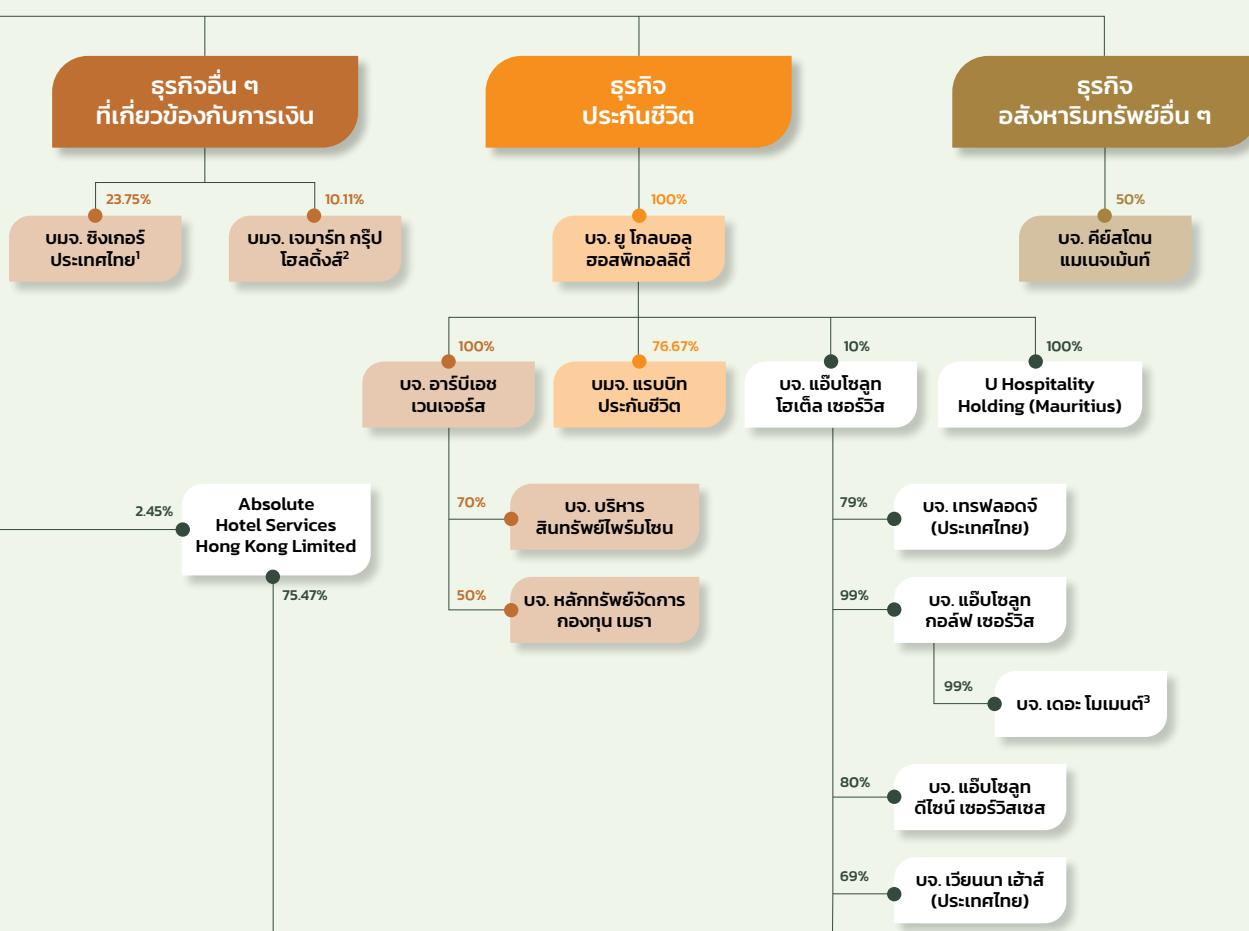 ธุรกิจอื่น ๆ
ที่เกี่ยวข้องกับการเงิน
ธุรกิจ
ประกันชีวิต
ธุรกิจ
อสังหาริมทรัพย์อื่น ๆ
23.75%
10.11%
100%
50%
บมจ. ซิงเกอร์
ประเทศไทย¹
บมจ. เจมาร์ท กรุ๊ป
โฮลดิ้งส์²
บจ. ยู โกลบอล
ฮอสพิทอลลิตี้
บจ. คีย์สโตน
แมเนจเม้นท์
100%
76.67%
10%
100%
บจ. อาร์บีเอช
เวนเจอร์ส
บมจ. แรบบิท
ประกันชีวิต
บจ. แอ๊บโซลูท
โฮเต็ล เซอร์วิส
U Hospitality
Holding (Mauritius)
2.45%
Absolute
Hotel Services
Hong Kong Limited
75.47%
70%
บจ. บริหาร
สินทรัพย์ไพร์มโซน
50%
บจ. หลักทรัพย์จัดการ
กองทุน เมธา
79%
บจ. เทรฟลอดจ์
(ประเทศไทย)
99%
บจ. แอ๊บโซลูท
กอล์ฟ เซอร์วิส
99%
บจ. เดอะ โมเมนต์³
80%
บจ. แอ๊บโซลูท
ดีไซน์ เซอร์วิสเซส
69%
บจ. เวียนนา เฮ้าส์
(ประเทศไทย)